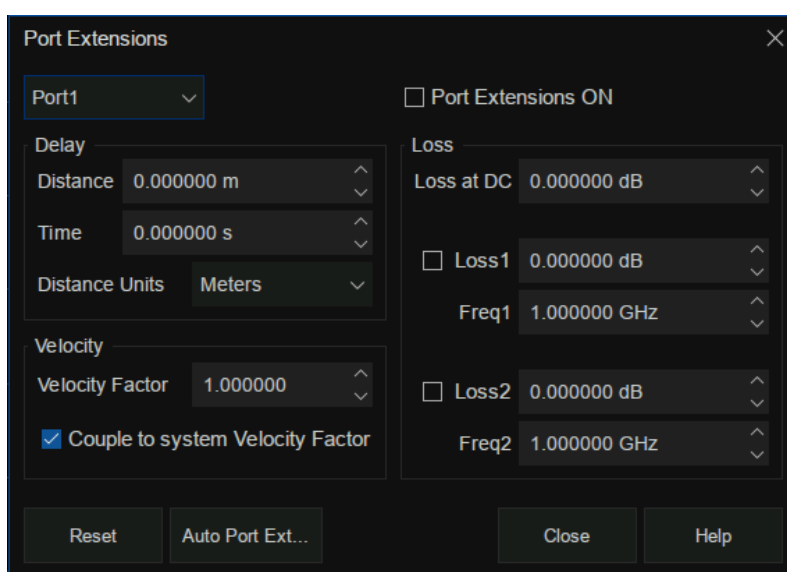 Port Extensions
Port1
Port Extensions ON
Delay
Distance 0.000000 m
Time 0.000000 s
Distance Units Meters
Velocity
Velocity Factor 1.000000
Couple to system Velocity Factor
Loss
Loss at DC 0.000000 dB
Loss1 0.000000 dB
Freq1 1.000000 GHz
Loss2 0.000000 dB
Freq2 1.000000 GHz
Reset
Auto Port Ext...
Close
Help